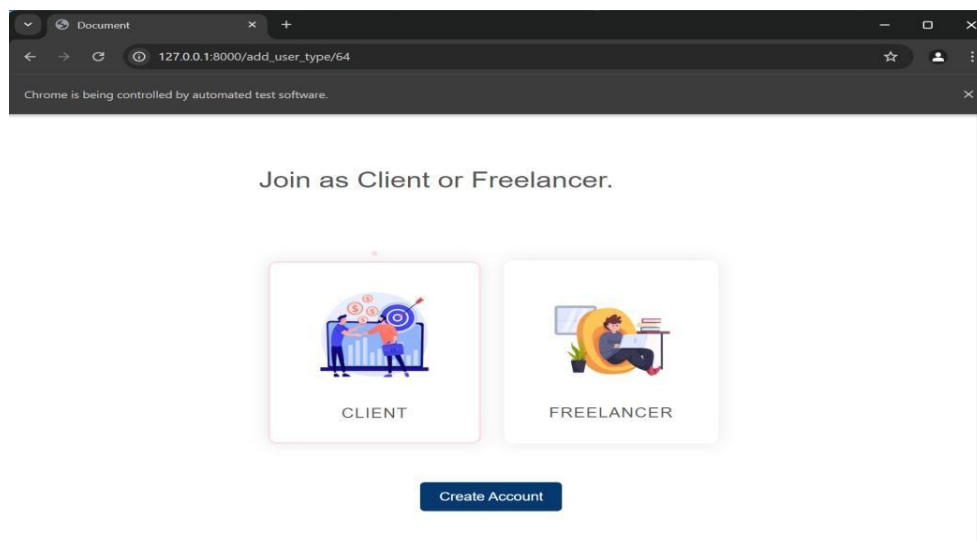 Document
127.0.0.1:8000/add_user_type/64
Chrome is being controlled by automated test software.
Join as Client or Freelancer.
CLIENT
FREELANCER
Create Account